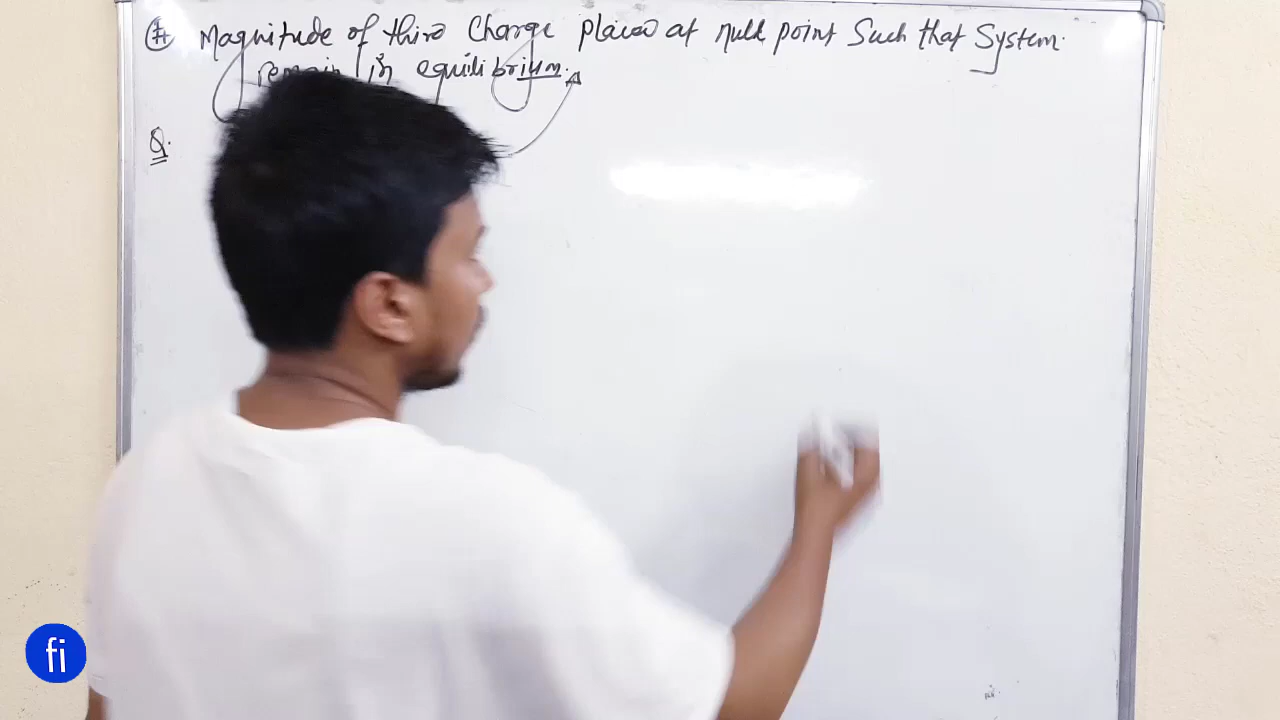 # Magnitude of third Charge placed at null point Such that System
remain in equilibrium.
Q.
fi